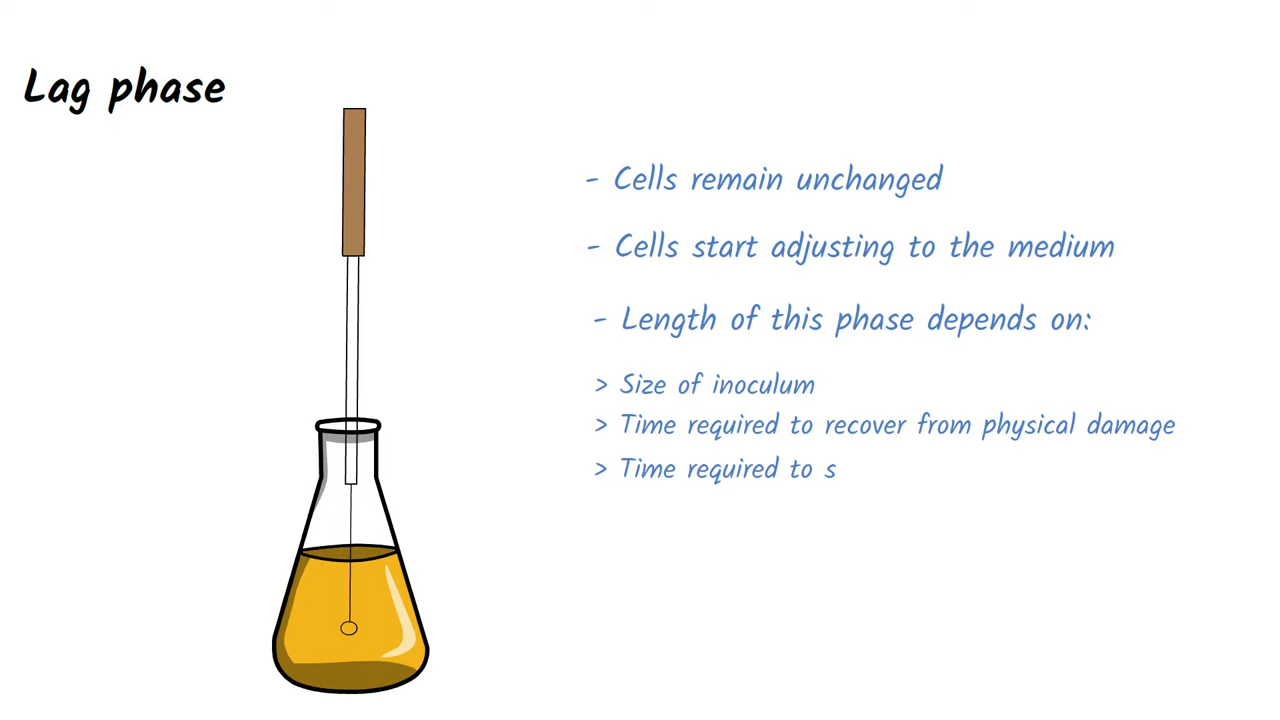 Lag phase
- Cells remain unchanged
- Cells start adjusting to the medium
- Length of this phase depends on:
> Size of inoculum
> Time required to recover from physical damage
> Time required to s